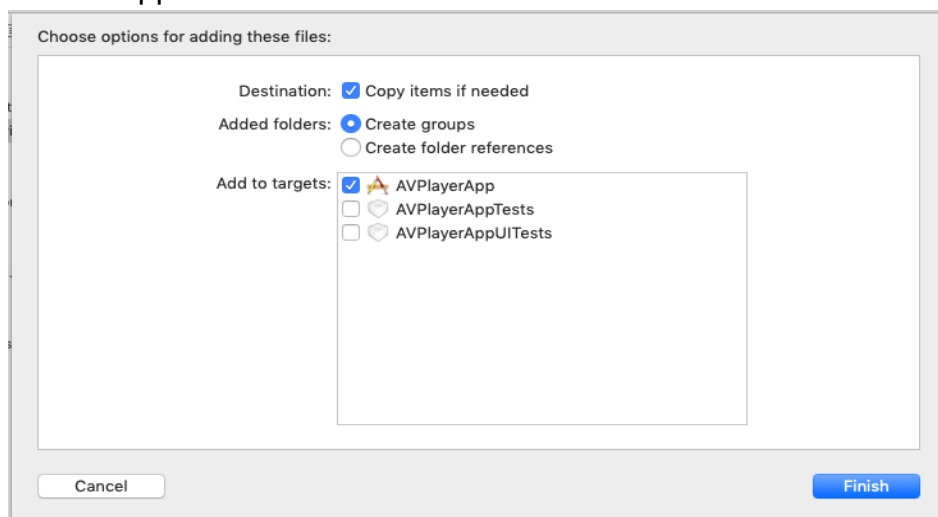 Choose options for adding these files:
Destination: Copy items if needed
Added folders: Create groups
Create folder references
Add to targets: AVPlayerApp
AVPlayerAppTests
AVPlayerAppUITests
Cancel Finish